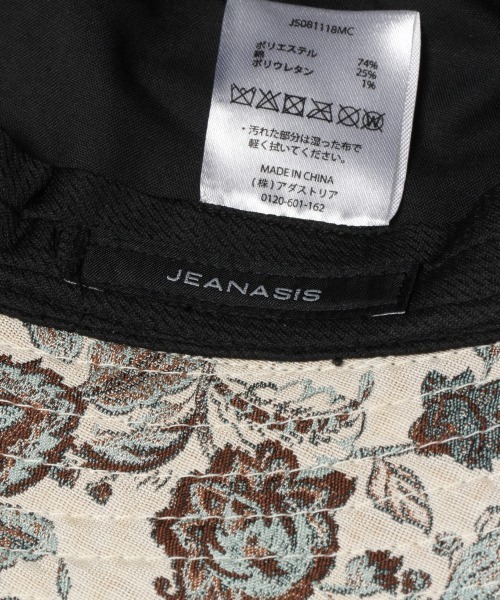 JSD81118MC
ポリエステル 74%
綿 25%
ポリウレタン 1%
・汚れた部分は湿った布で
軽く拭いてください。
MADE IN CHINA
(株) アダストリア
0120-601-162
JEANASIS